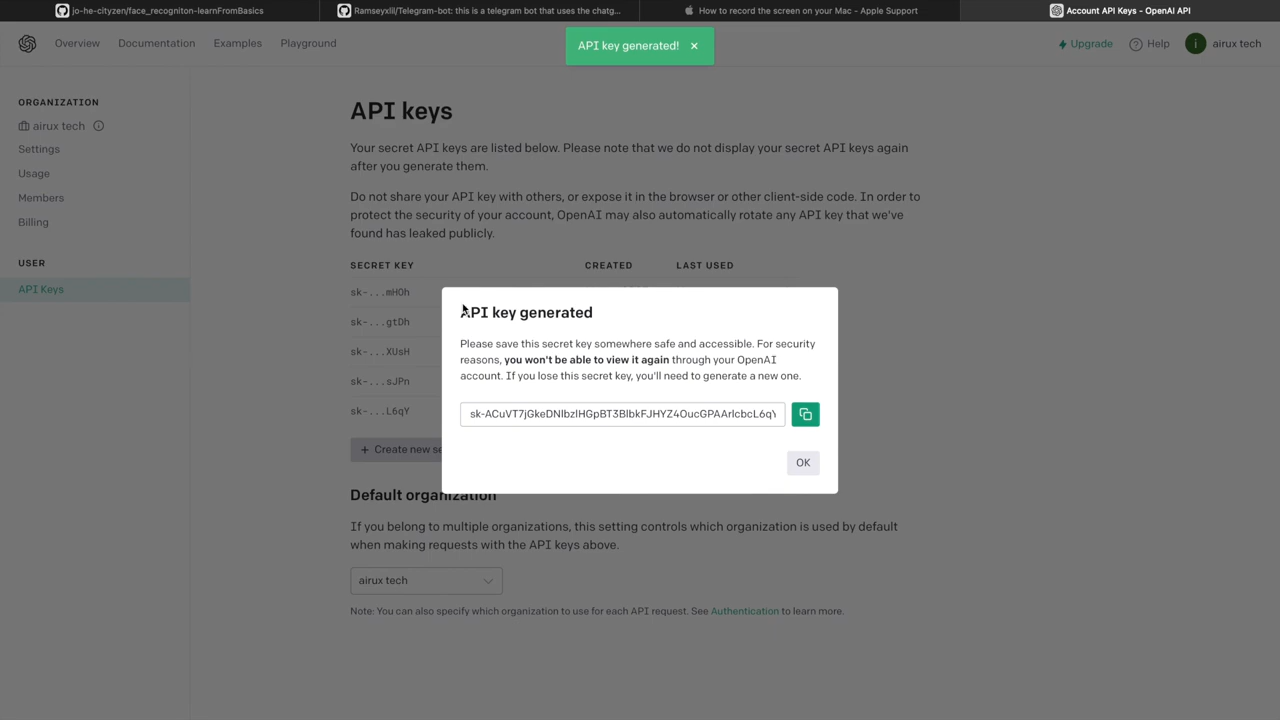 jo-he-cityzen/face_recogniton-learnFromBasics
Ramseyxlil/Telegram-bot: this is a telegram bot that uses the chatg...
How to record the screen on your Mac - Apple Support
Account API Keys - OpenAI API
Overview
Documentation
Examples
Playground
API key generated! ×
Upgrade
Help
i
airux tech
ORGANIZATION
airux tech
Settings
Usage
Members
Billing
USER
API Keys
API keys
Your secret API keys are listed below. Please note that we do not display your secret API keys again
after you generate them.
Do not share your API key with others, or expose it in the browser or other client-side code. In order to
protect the security of your account, OpenAI may also automatically rotate any API key that we've
found has leaked publicly.
SECRET KEY CREATED LAST USED
sk-...mHOh
sk-...gtDh
sk-...XUsH
sk-...sJPn
sk-...L6qY
+ Create new se
API key generated
Please save this secret key somewhere safe and accessible. For security
reasons, you won't be able to view it again through your OpenAI
account. If you lose this secret key, you'll need to generate a new one.
OK
Default organization
If you belong to multiple organizations, this setting controls which organization is used by default
when making requests with the API keys above.
airux tech
Note: You can also specify which organization to use for each API request. See Authentication to learn more.